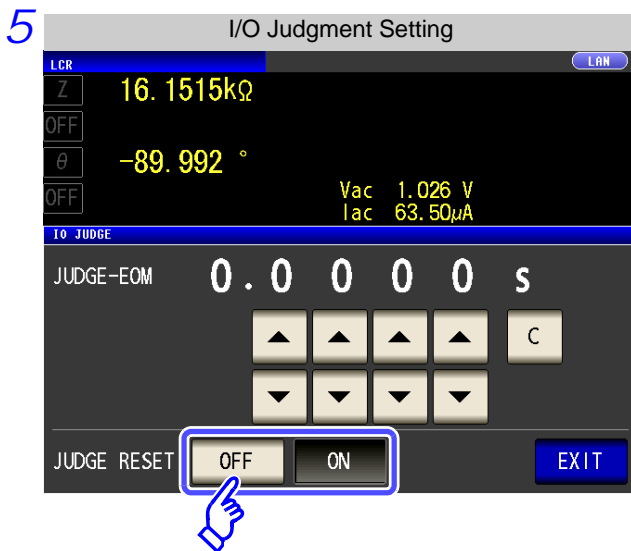 5 I/O Judgment Setting
LCR LAN
Z 16.1515kΩ
OFF
θ -89.992 °
OFF Vac 1.026 V
Iac 63.50μA
IO JUDGE
JUDGE-EOM 0.0000 s
C
JUDGE RESET OFF ON EXIT